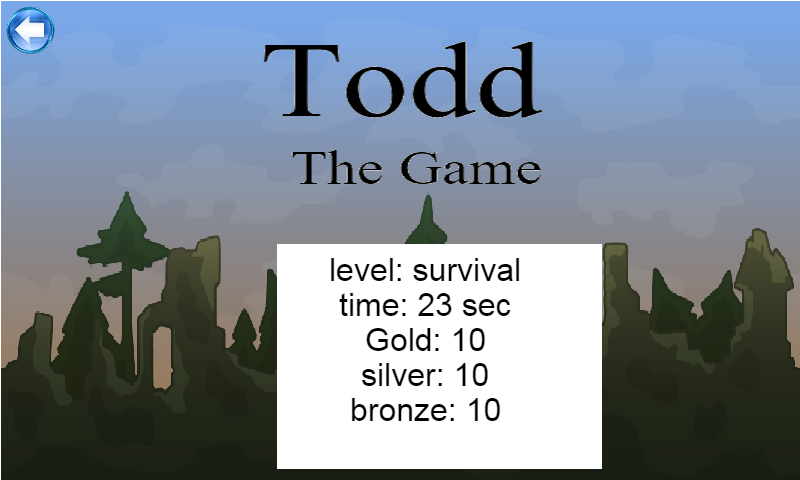 Todd
The Game
level: survival
time: 23 sec
Gold: 10
silver: 10
bronze: 10